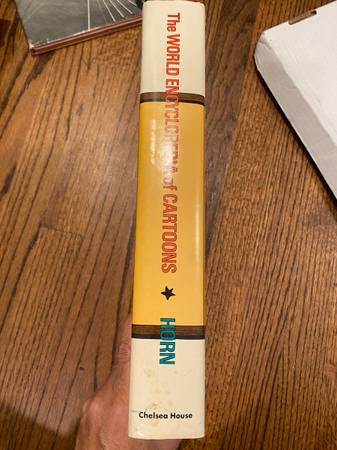 The WORLD ENCYCLOPEDIA of CARTOONS ★ HORN
Chelsea House